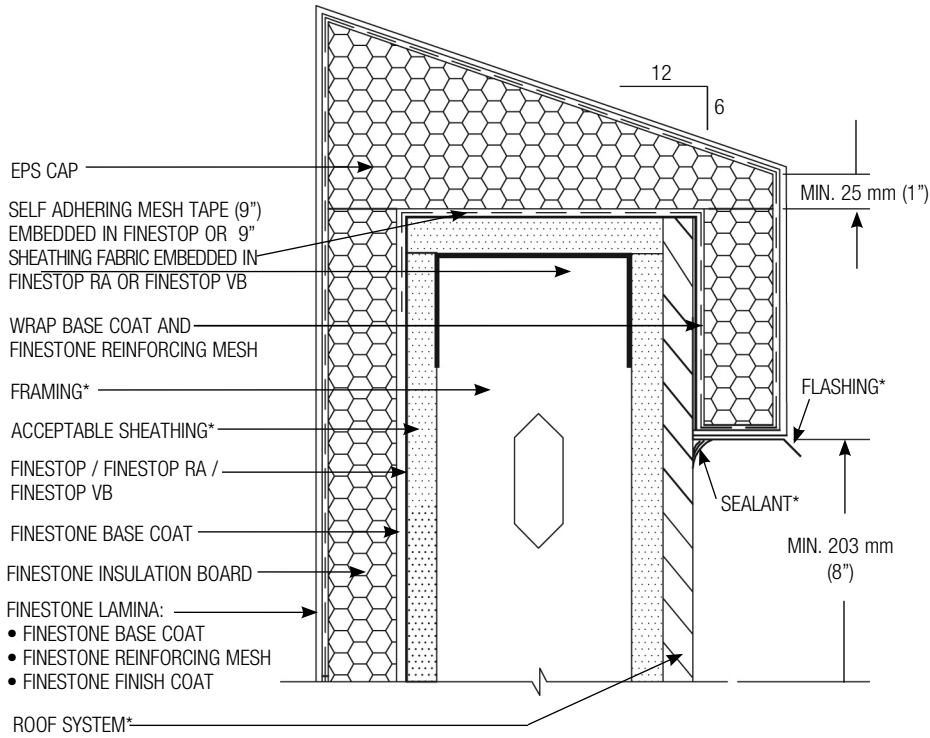 12
6
EPS CAP
MIN. 25 mm (1”)
SELF ADHERING MESH TAPE (9”)
EMBEDDED IN FINESTOP OR 9”
SHEATHING FABRIC EMBEDDED IN
FINESTOP RA OR FINESTOP VB
WRAP BASE COAT AND
FINESTONE REINFORCING MESH
FRAMING*
FLASHING*
ACCEPTABLE SHEATHING*
FINESTOP / FINESTOP RA /
FINESTOP VB
SEALANT*
FINESTONE BASE COAT
MIN. 203 mm
(8”)
FINESTONE INSULATION BOARD
FINESTONE LAMINA:
• FINESTONE BASE COAT
• FINESTONE REINFORCING MESH
• FINESTONE FINISH COAT
ROOF SYSTEM*